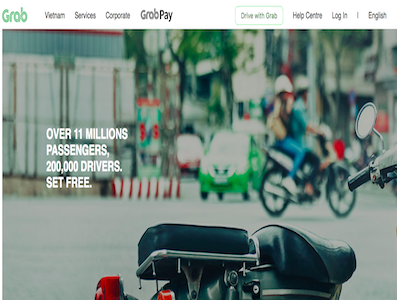 Grab Vietnam Services Corporate GrabPay Drive with Grab Help Centre Log In | English
OVER 11 MILLIONS
PASSENGERS,
200,000 DRIVERS.
SET FREE.